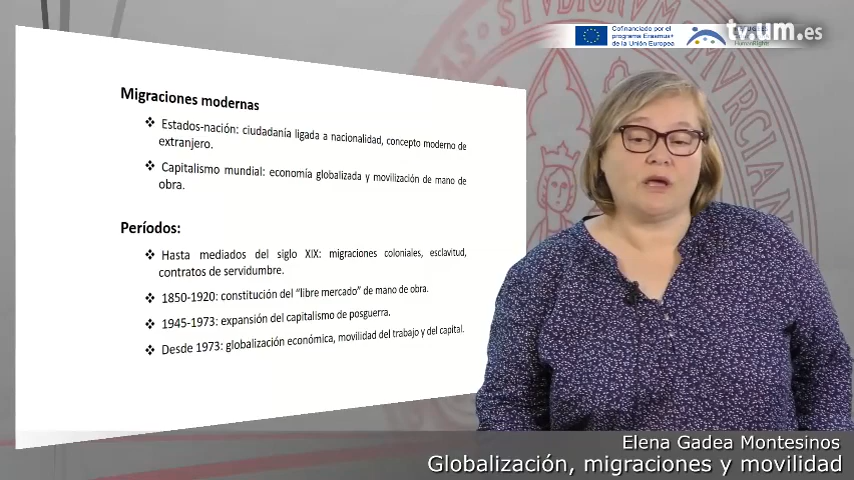 Cofinanciado por el
programa Erasmus+
de la Unión Europea
tv.um.es
HumanRights
STUDIORUM
MURCIANA
Migraciones modernas
❖ Estados-nación: ciudadanía ligada a nacionalidad, concepto moderno de
extranjero.
❖ Capitalismo mundial: economía globalizada y movilización de mano de
obra.
Períodos:
❖ Hasta mediados del siglo XIX: migraciones coloniales, esclavitud,
contratos de servidumbre.
❖ 1850-1920: constitución del “libre mercado” de mano de obra.
❖ 1945-1973: expansión del capitalismo de posguerra.
❖ Desde 1973: globalización económica, movilidad del trabajo y del capital.
Elena Gadea Montesinos
Globalización, migraciones y movilidad